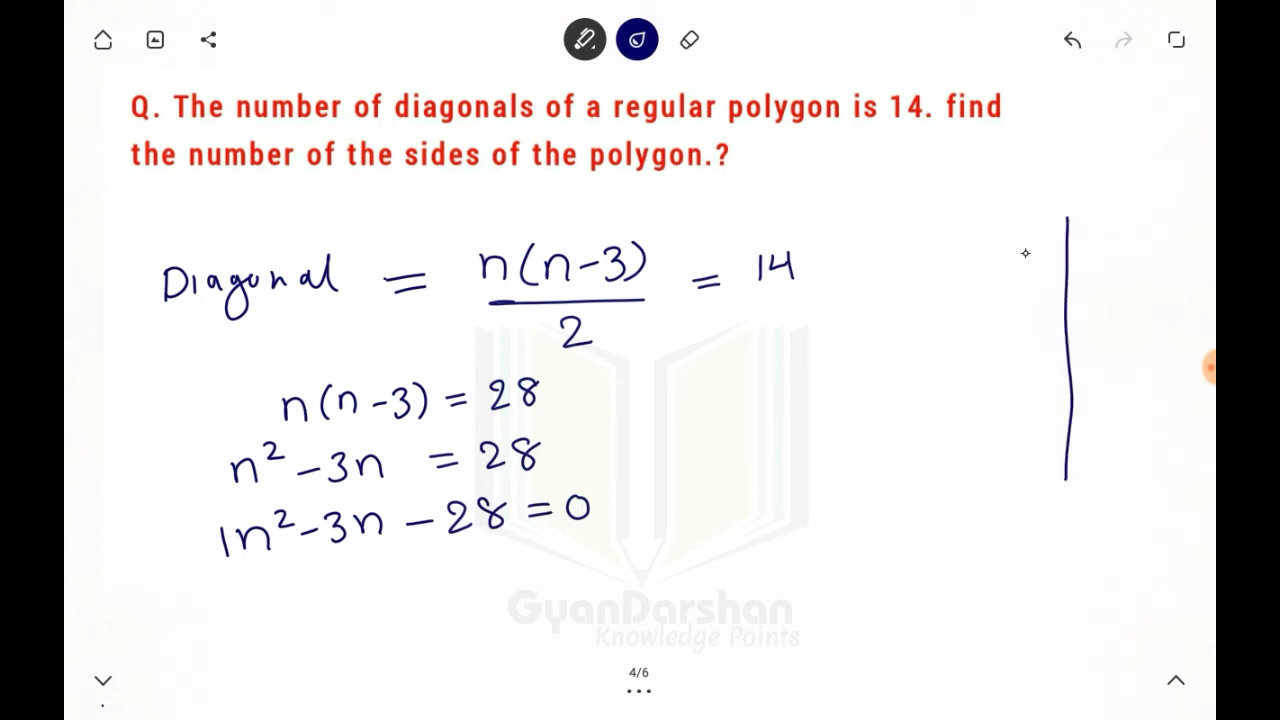 Q. The number of diagonals of a regular polygon is 14. find
the number of the sides of the polygon.?
Diagonal = n(n-3)/2 = 14
n(n-3) = 28
n² - 3n = 28
1n² - 3n - 28 = 0
GyanDarshan
Knowledge Points
4/6